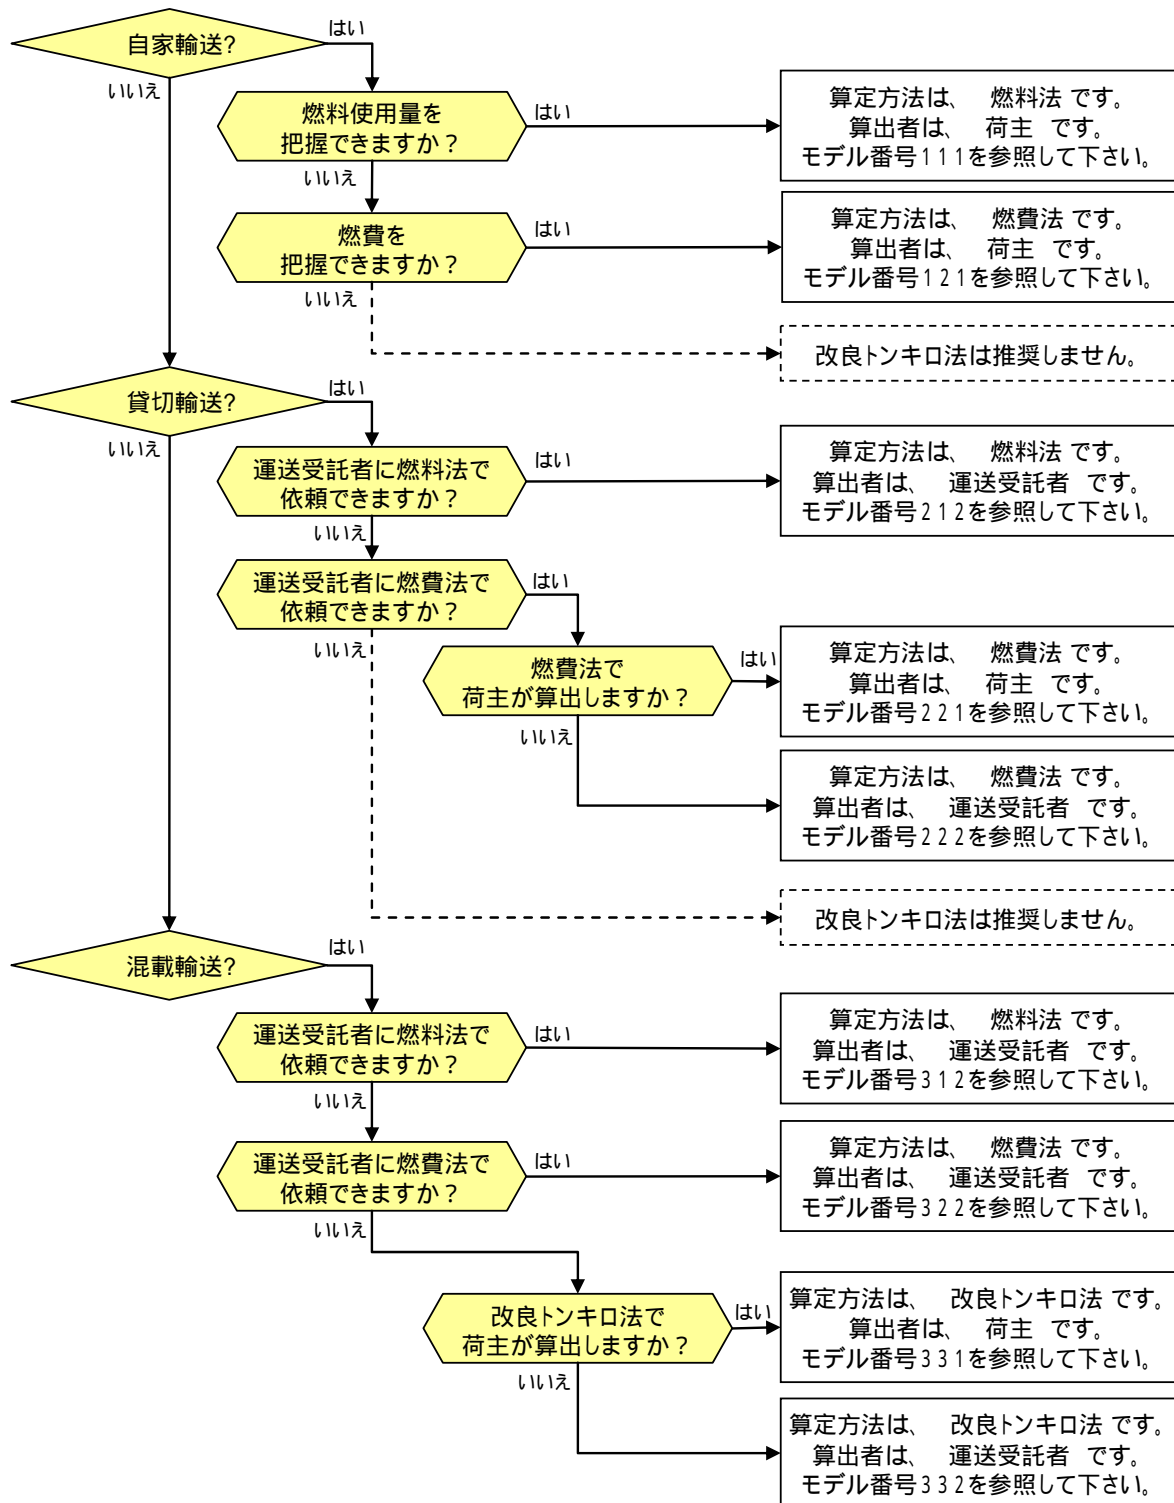 自家輸送?
はい
いいえ
燃料使用量を
把握できますか？
はい
いいえ
算定方法は、　燃料法 です。
算出者は、　荷主　です。
モデル番号111を参照して下さい。
燃費を
把握できますか？
はい
いいえ
算定方法は、　燃費法 です。
算出者は、　荷主　です。
モデル番号121を参照して下さい。
改良トンキロ法は推奨しません。
貸切輸送?
はい
いいえ
運送受託者に燃料法で
依頼できますか？
はい
いいえ
算定方法は、　燃料法 です。
算出者は、　運送受託者　です。
モデル番号212を参照して下さい。
運送受託者に燃費法で
依頼できますか？
はい
いいえ
燃費法で
荷主が算出しますか？
はい
いいえ
算定方法は、　燃費法 です。
算出者は、　荷主　です。
モデル番号221を参照して下さい。
算定方法は、　燃費法 です。
算出者は、　運送受託者　です。
モデル番号222を参照して下さい。
改良トンキロ法は推奨しません。
混載輸送?
はい
運送受託者に燃料法で
依頼できますか？
はい
いいえ
算定方法は、　燃料法 です。
算出者は、　運送受託者　です。
モデル番号312を参照して下さい。
運送受託者に燃費法で
依頼できますか？
はい
いいえ
算定方法は、　燃費法 です。
算出者は、　運送受託者　です。
モデル番号322を参照して下さい。
改良トンキロ法で
荷主が算出しますか？
はい
いいえ
算定方法は、　改良トンキロ法 です。
算出者は、　荷主　です。
モデル番号331を参照して下さい。
算定方法は、　改良トンキロ法 です。
算出者は、　運送受託者　です。
モデル番号332を参照して下さい。